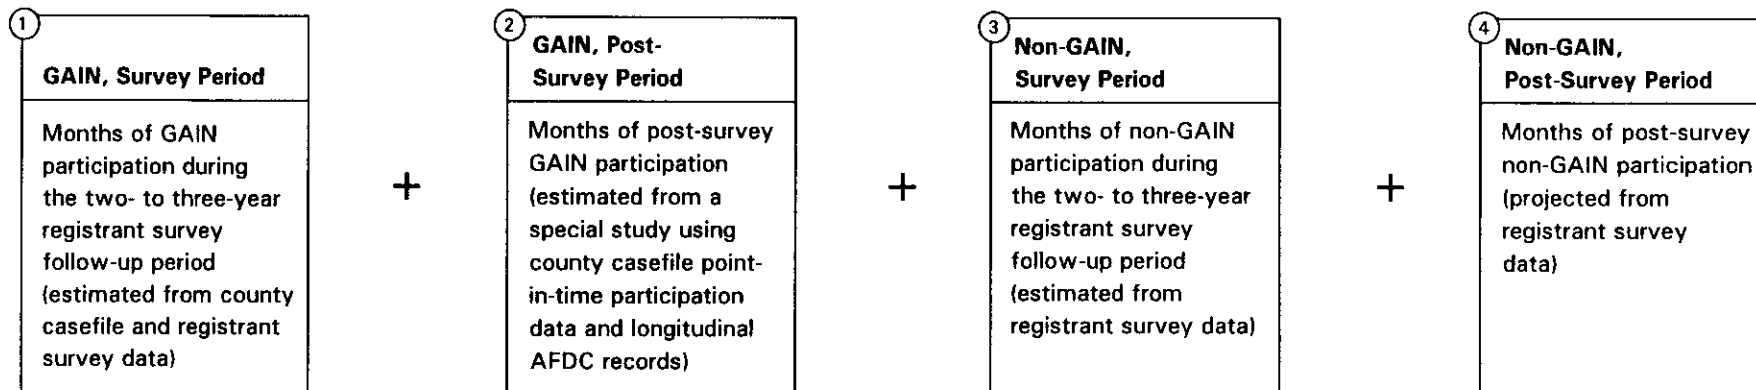 1
GAIN, Survey Period
Months of GAIN
participation during
the two- to three-year
registrant survey
follow-up period
(estimated from county
casefile and registrant
survey data)
+
2
GAIN, Post-
Survey Period
Months of post-survey
GAIN participation
(estimated from a
special study using
county casefile point-
in-time participation
data and longitudinal
AFDC records)
+
3
Non-GAIN,
Survey Period
Months of non-GAIN
participation during
the two- to three-year
registrant survey
follow-up period
(estimated from
registrant survey data)
+
4
Non-GAIN,
Post-Survey Period
Months of post-survey
non-GAIN participation
(projected from
registrant survey
data)